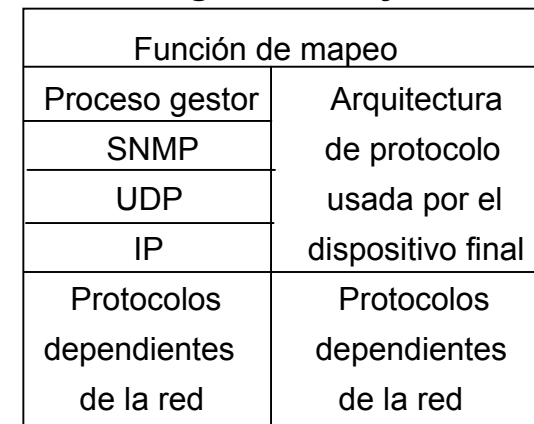 Función de mapeo
Proceso gestor
SNMP
UDP
IP
Arquitectura
de protocolo
usada por el
dispositivo final
Protocolos
dependientes
de la red
Protocolos
dependientes
de la red